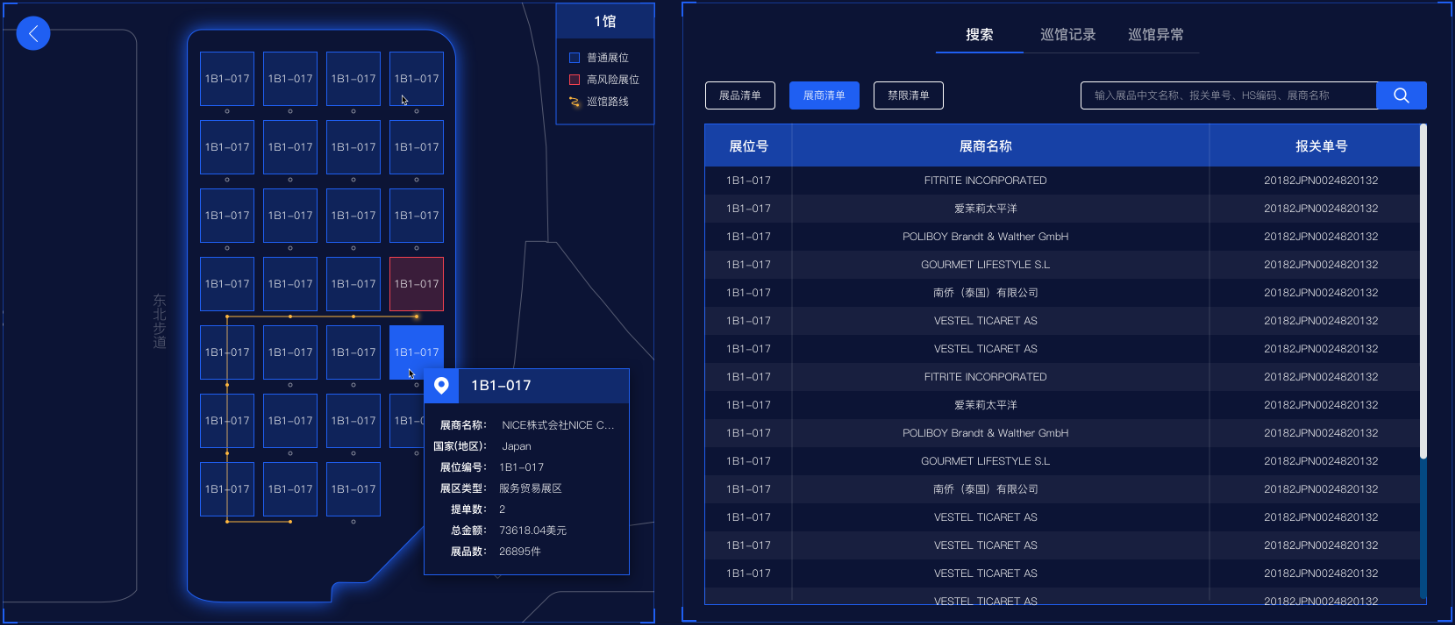 1馆
普通展位
高风险展位
巡馆路线
1B1-017 1B1-017 1B1-017 1B1-017
1B1-017 1B1-017 1B1-017 1B1-017
1B1-017 1B1-017 1B1-017 1B1-017
1B1-017 1B1-017 1B1-017 1B1-017
东北步道
1B1-017 1B1-017 1B1-017 1B1-017
1B1-017 1B1-017 1B1-017 1B1-0
1B1-017 1B1-017 1B1-017
1B1-017
展商名称: NICE株式会社NICE C...
国家(地区): Japan
展位编号: 1B1-017
展区类型: 服务贸易展区
提单数: 2
总金额: 73618.04美元
展品数: 26895件
搜索 巡馆记录 巡馆异常
展品清单 展商清单 禁限清单 输入展品中文名称、报关单号、HS编码、展商名称
展位号 展商名称 报关单号
1B1-017 FITRITE INCORPORATED 20182JPN0024820132
1B1-017 爱茉莉太平洋 20182JPN0024820132
1B1-017 POLIBOY Brandt & Walther GmbH 20182JPN0024820132
1B1-017 GOURMET LIFESTYLE S.L 20182JPN0024820132
1B1-017 南侨（泰国）有限公司 20182JPN0024820132
1B1-017 VESTEL TICARET AS 20182JPN0024820132
1B1-017 VESTEL TICARET AS 20182JPN0024820132
1B1-017 FITRITE INCORPORATED 20182JPN0024820132
1B1-017 爱茉莉太平洋 20182JPN0024820132
1B1-017 POLIBOY Brandt & Walther GmbH 20182JPN0024820132
1B1-017 GOURMET LIFESTYLE S.L 20182JPN0024820132
1B1-017 南侨（泰国）有限公司 20182JPN0024820132
1B1-017 VESTEL TICARET AS 20182JPN0024820132
1B1-017 VESTEL TICARET AS 20182JPN0024820132
1B1-017 VESTEL TICARET AS 20182JPN0024820132
1B1-017 VESTEL TICARET AS 20182JPN0024820132